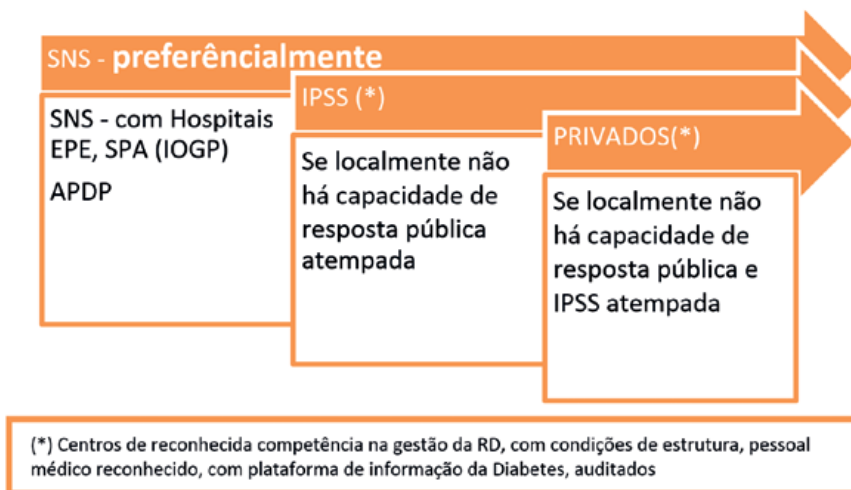 SNS - preferêncialmente
SNS - com Hospitais
EPE, SPA (IOGP)
APDP
IPSS (*)
Se localmente não
há capacidade de
resposta pública
atempada
PRIVADOS(*)
Se localmente não
há capacidade de
resposta pública e
IPSS atempada
(*) Centros de reconhecida competência na gestão da RD, com condições de estrutura, pessoal
médico reconhecido, com plataforma de informação da Diabetes, auditados